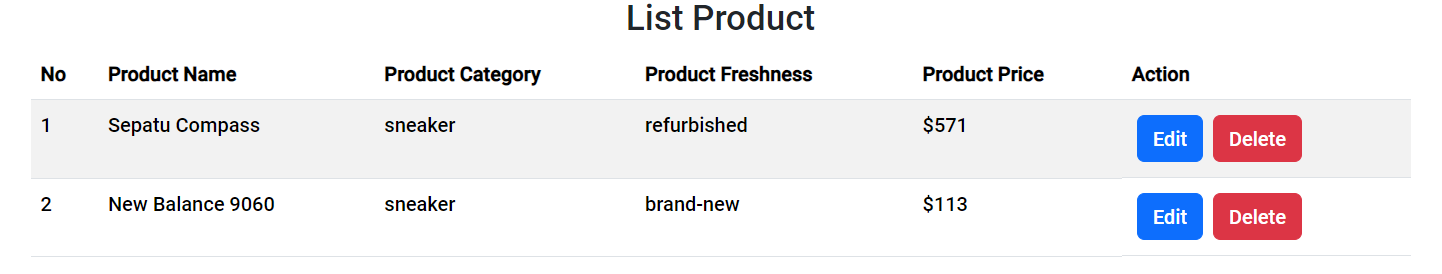 List Product
No Product Name Product Category Product Freshness Product Price Action
1 Sepatu Compass sneaker refurbished $571 Edit Delete
2 New Balance 9060 sneaker brand-new $113 Edit Delete